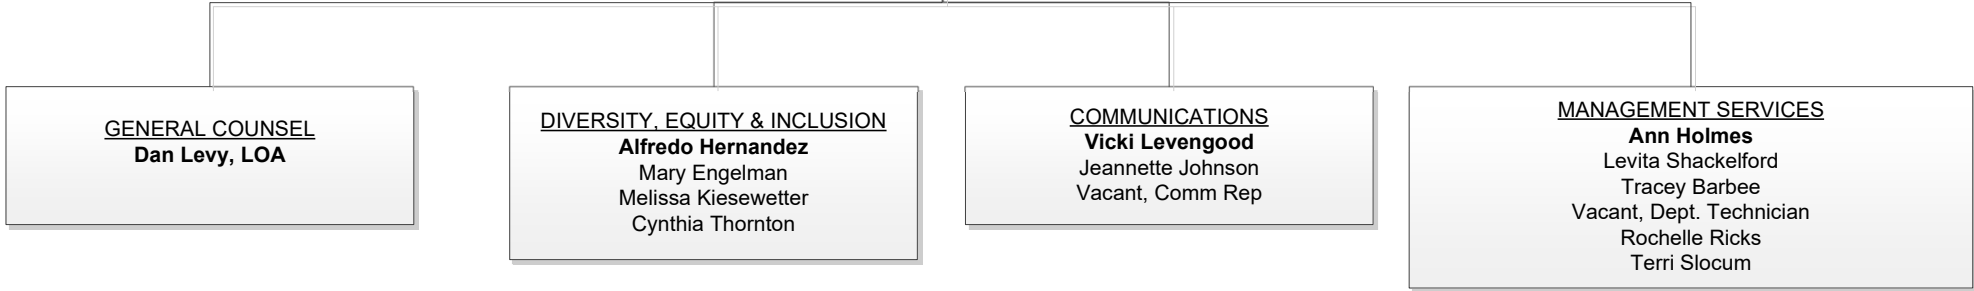 GENERAL COUNSEL
Dan Levy, LOA
DIVERSITY, EQUITY & INCLUSION
Alfredo Hernandez
Mary Engelman
Melissa Kiesewetter
Cynthia Thornton
COMMUNICATIONS
Vicki Levengood
Jeannette Johnson
Vacant, Comm Rep
MANAGEMENT SERVICES
Ann Holmes
Levita Shackelford
Tracey Barbee
Vacant, Dept. Technician
Rochelle Ricks
Terri Slocum